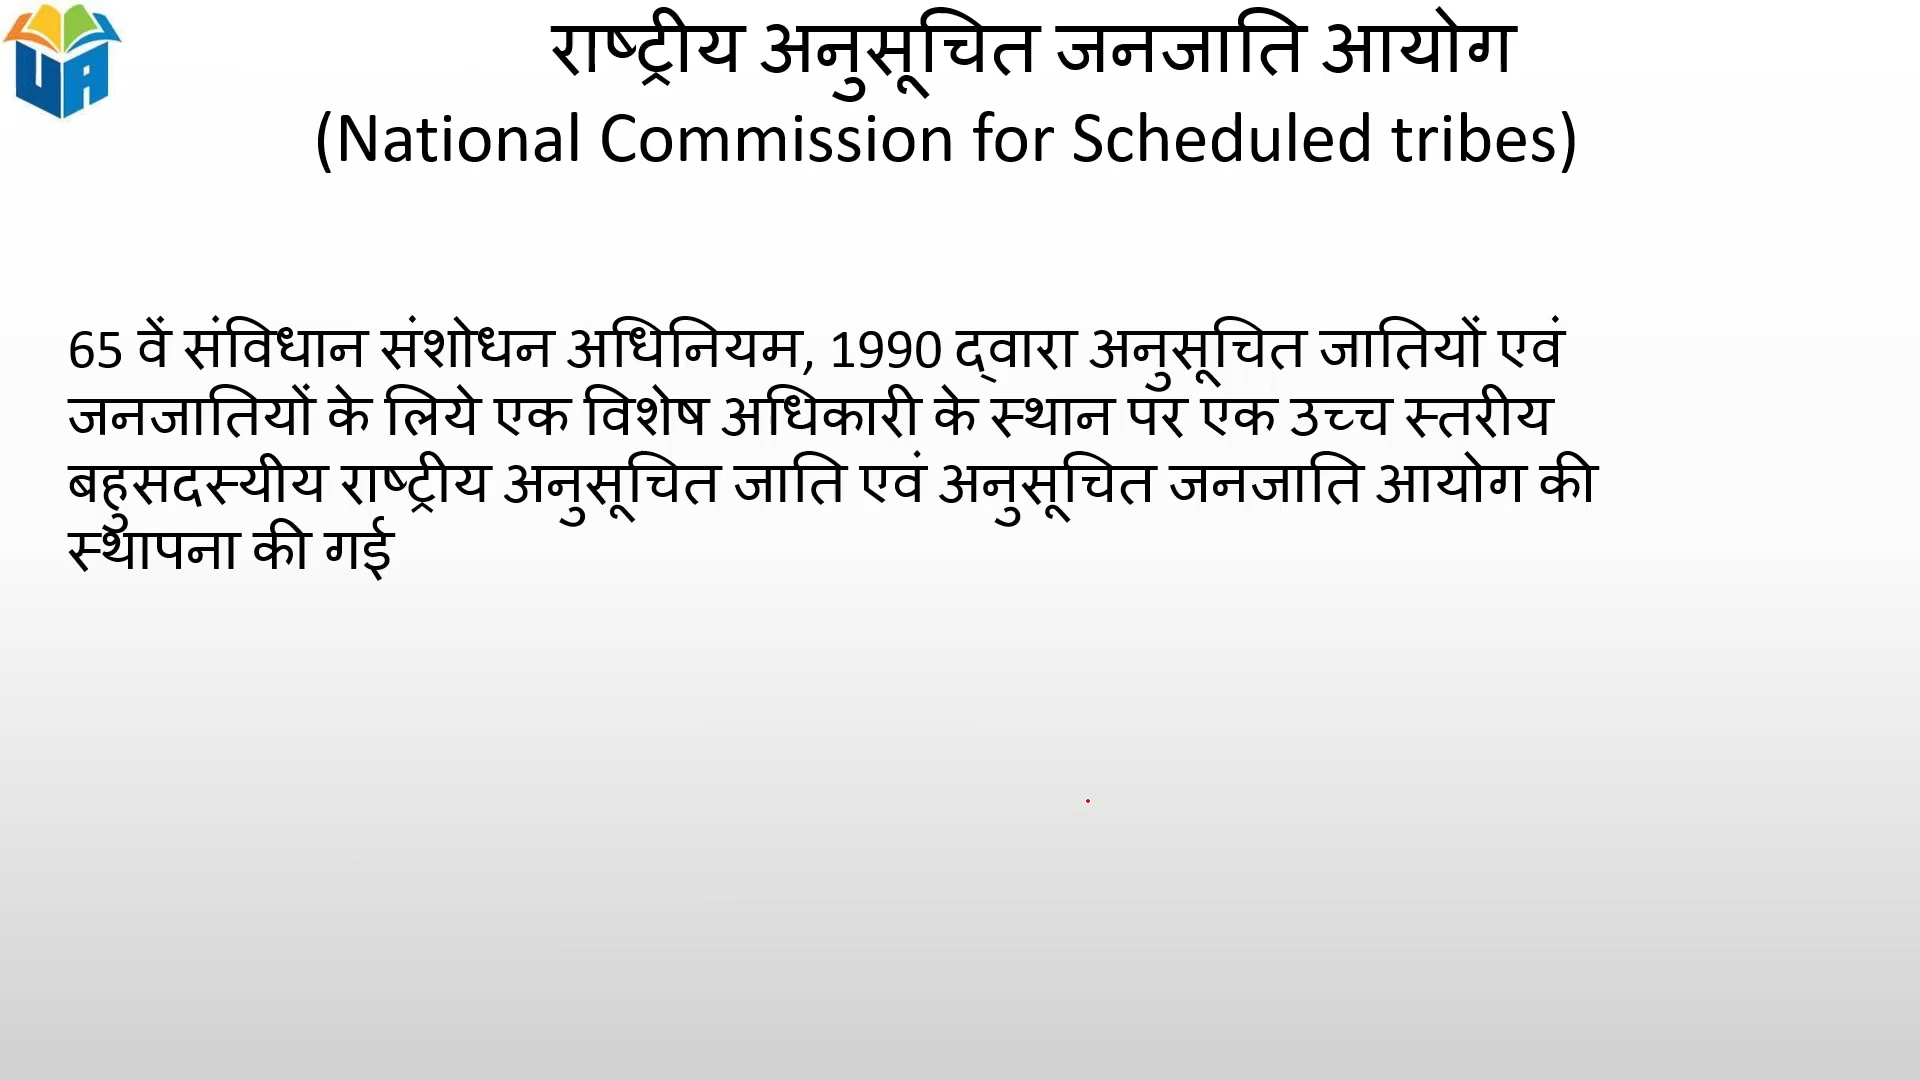 UA
राष्ट्रीय अनुसूचित जनजाति आयोग
(National Commission for Scheduled tribes)
65 वें संविधान संशोधन अधिनियम, 1990 द्वारा अनुसूचित जातियों एवं
जनजातियों के लिये एक विशेष अधिकारी के स्थान पर एक उच्च स्तरीय
बहुसदस्यीय राष्ट्रीय अनुसूचित जाति एवं अनुसूचित जनजाति आयोग की
स्थापना की गई